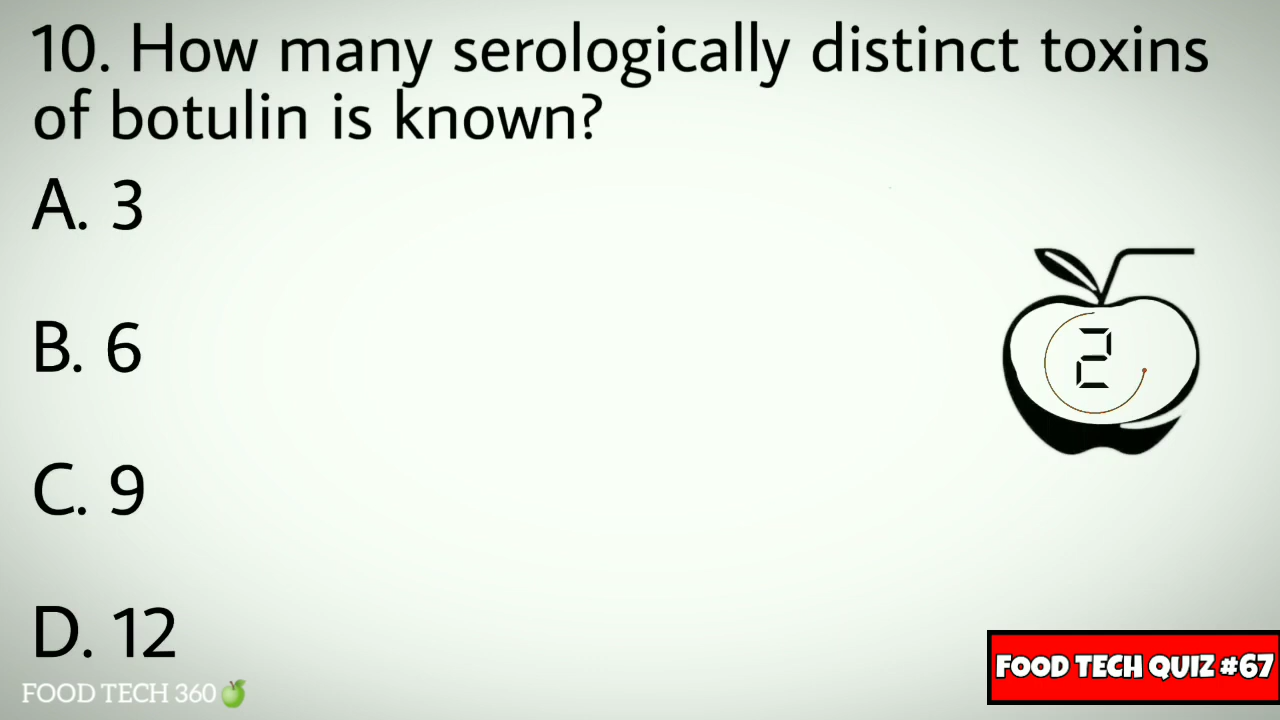 10. How many serologically distinct toxins
of botulin is known?
A. 3
B. 6
2
C. 9
D. 12
FOOD TECH QUIZ #67
FOOD TECH 360